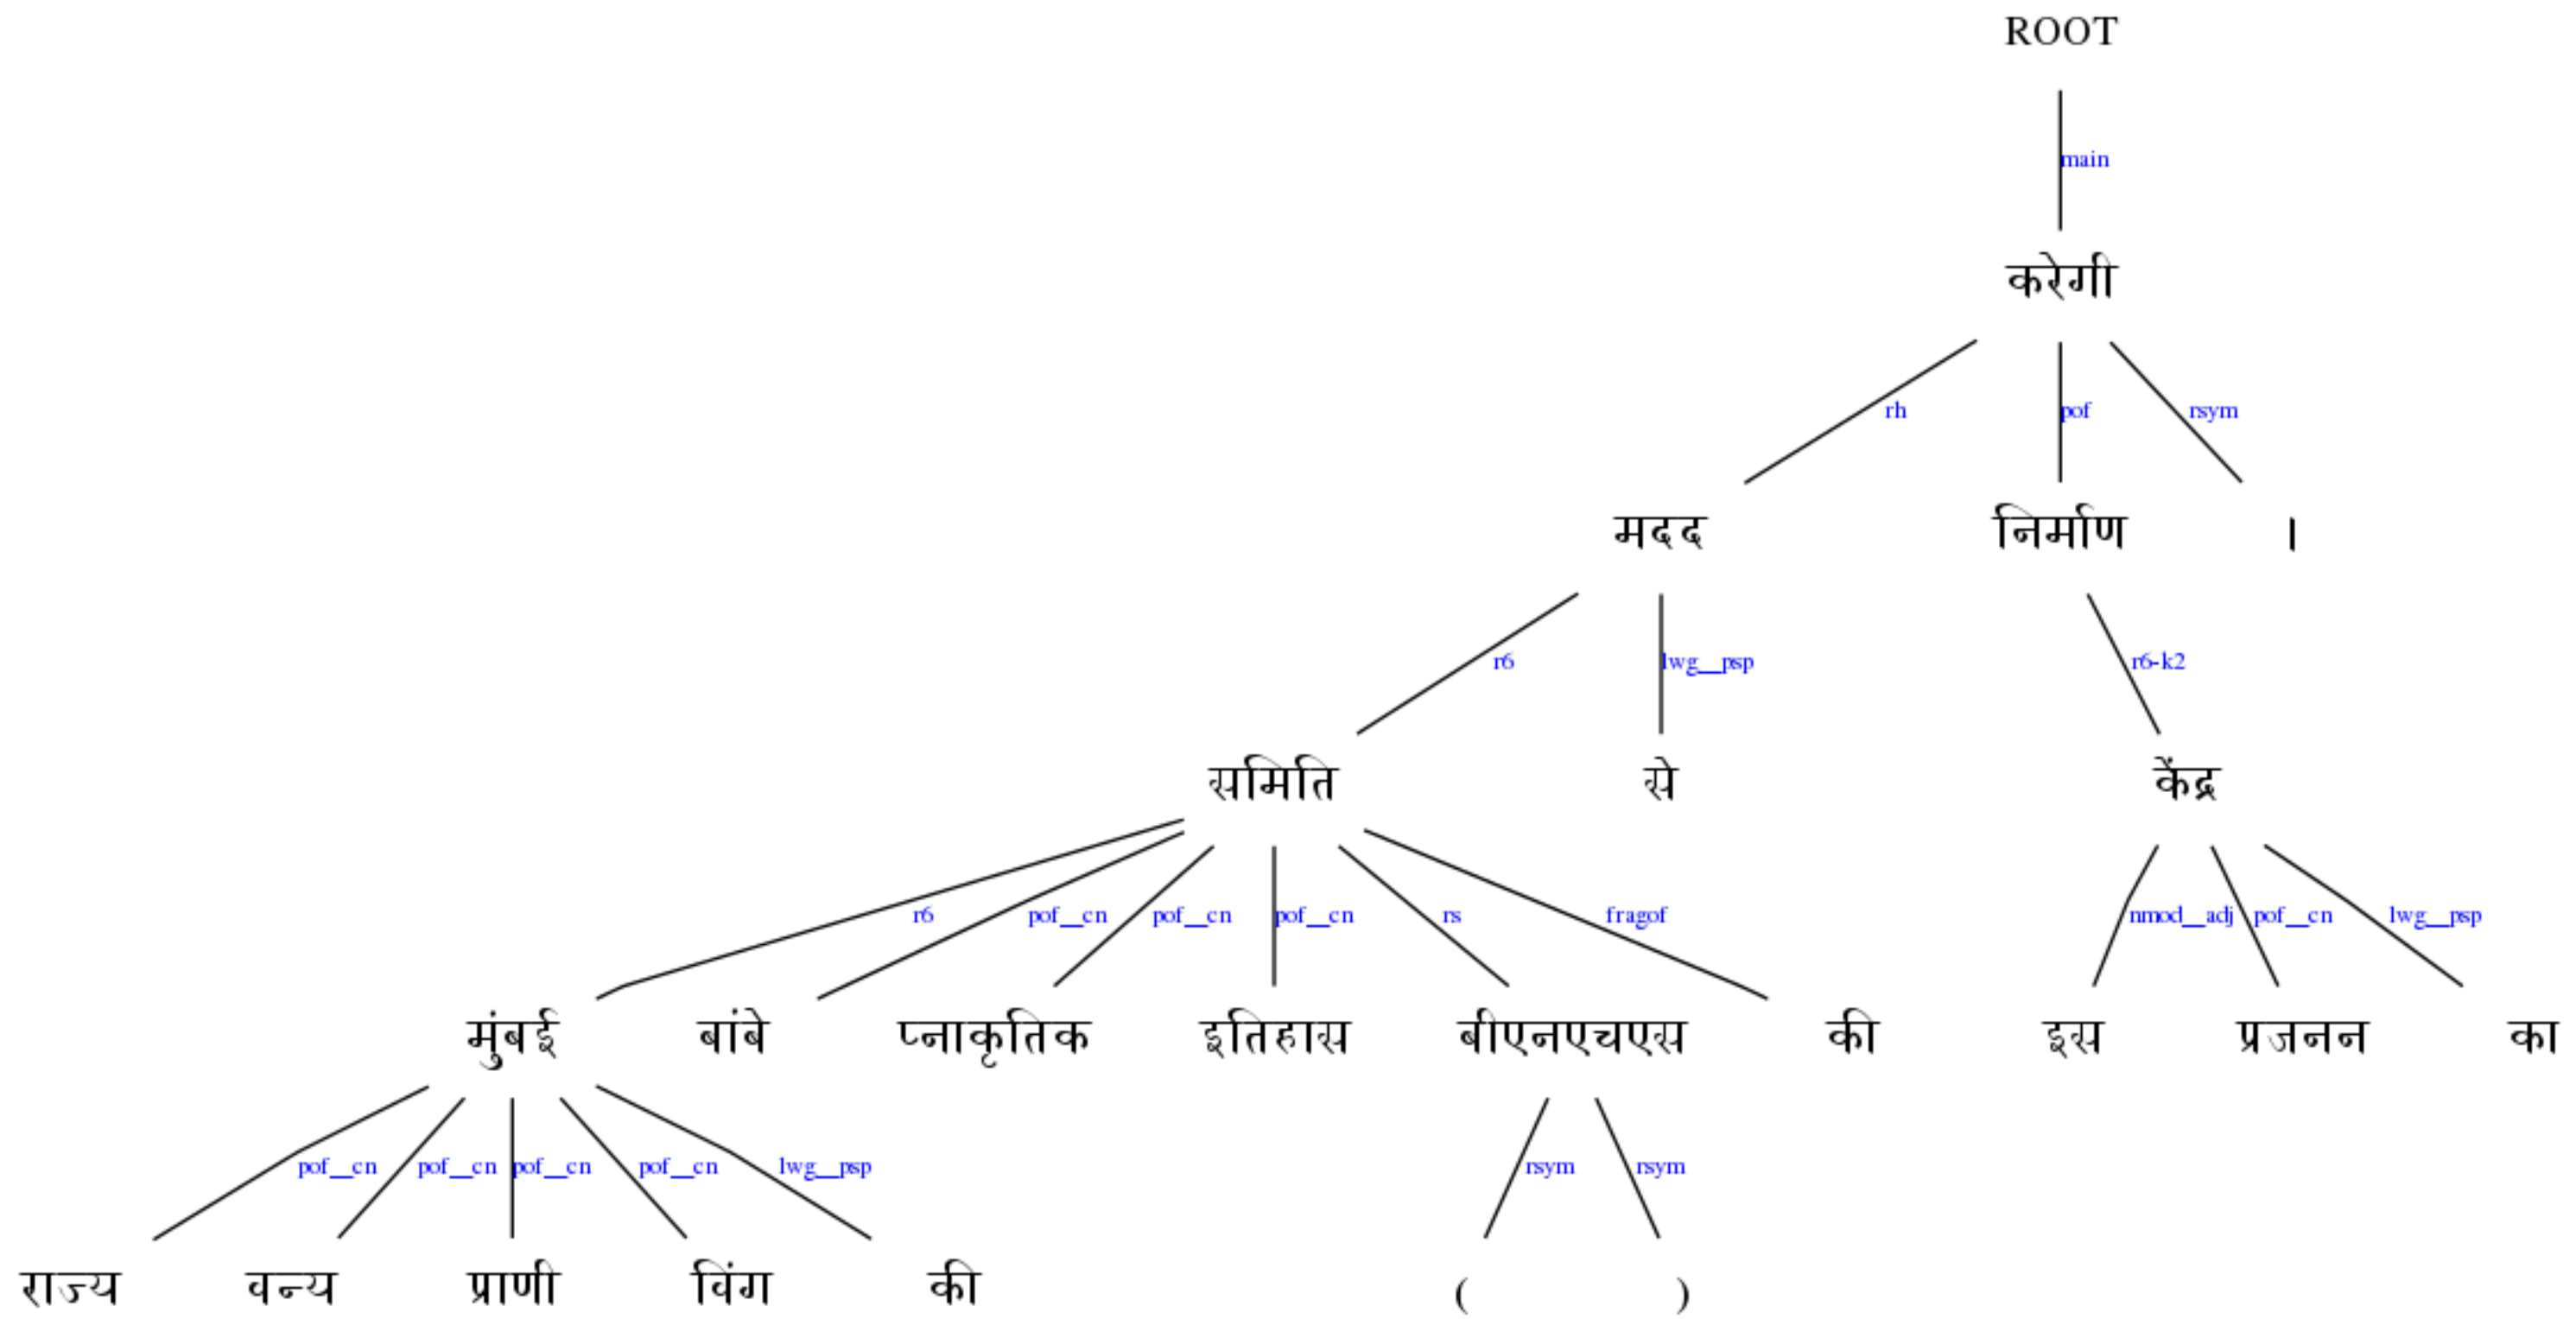 ROOT
main
करेगी
rh pof rsym
मदद निर्माण ।
r6 lwg__psp r6-k2
समिति से केंद्र
r6 pof__cn pof__cn pof__cn rs fragof nmod__adj pof__cn lwg__psp
मुंबई बांबे प्नाकृतिक इतिहास बीएनएचएस की इस प्रजनन का
pof__cn pof__cn pof__cn pof__cn lwg__psp rsym rsym
राज्य वन्य प्राणी विंग की ( )